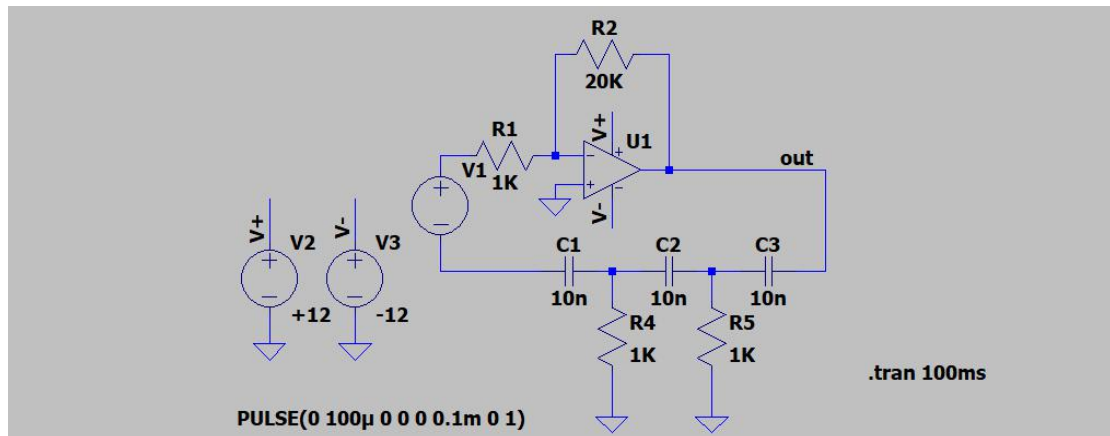 R2
20K
V+
R1
U1
V1
1K
out
V-
V+
V2
+12
V-
V3
-12
C1
10n
C2
10n
C3
10n
R4
1K
R5
1K
.tran 100ms
PULSE(0 100µ 0 0 0 0.1m 0 1)